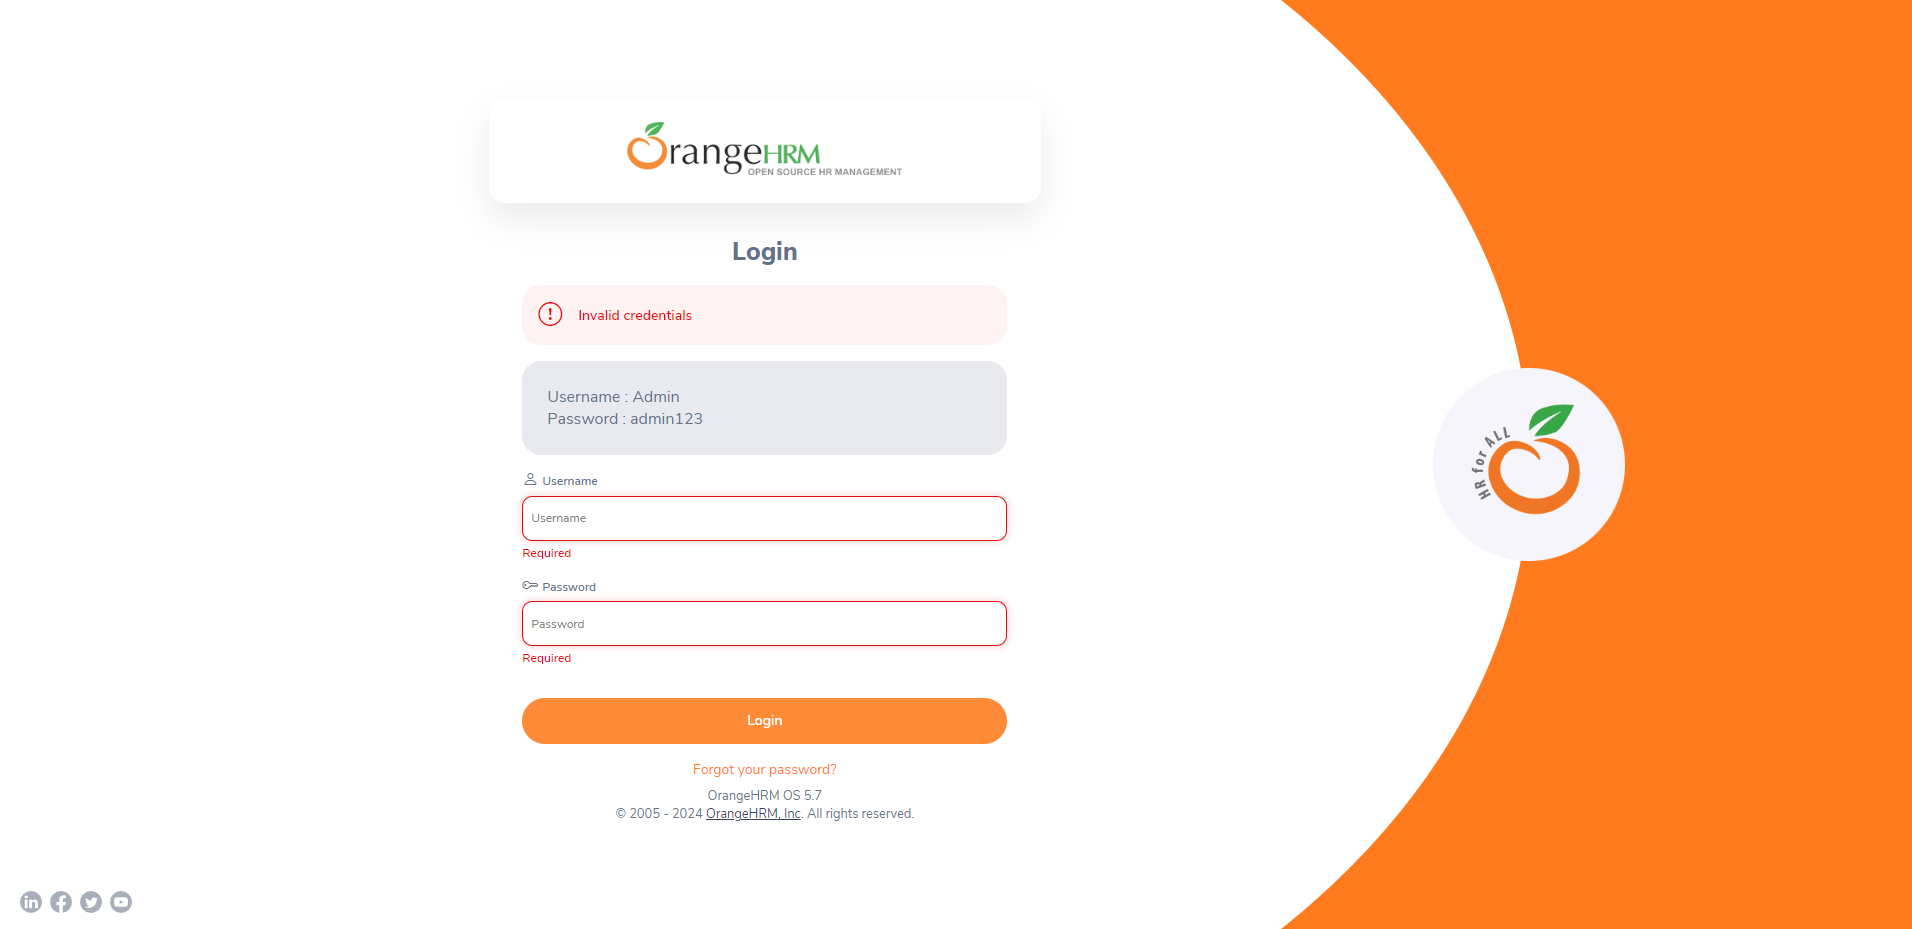 OrangeHRM
OPEN SOURCE HR MANAGEMENT
Login
Invalid credentials
Username : Admin
Password : admin123
Username
Username
Required
Password
Password
Required
Login
Forgot your password?
OrangeHRM OS 5.7
© 2005 - 2024 OrangeHRM, Inc. All rights reserved.
HR for ALL